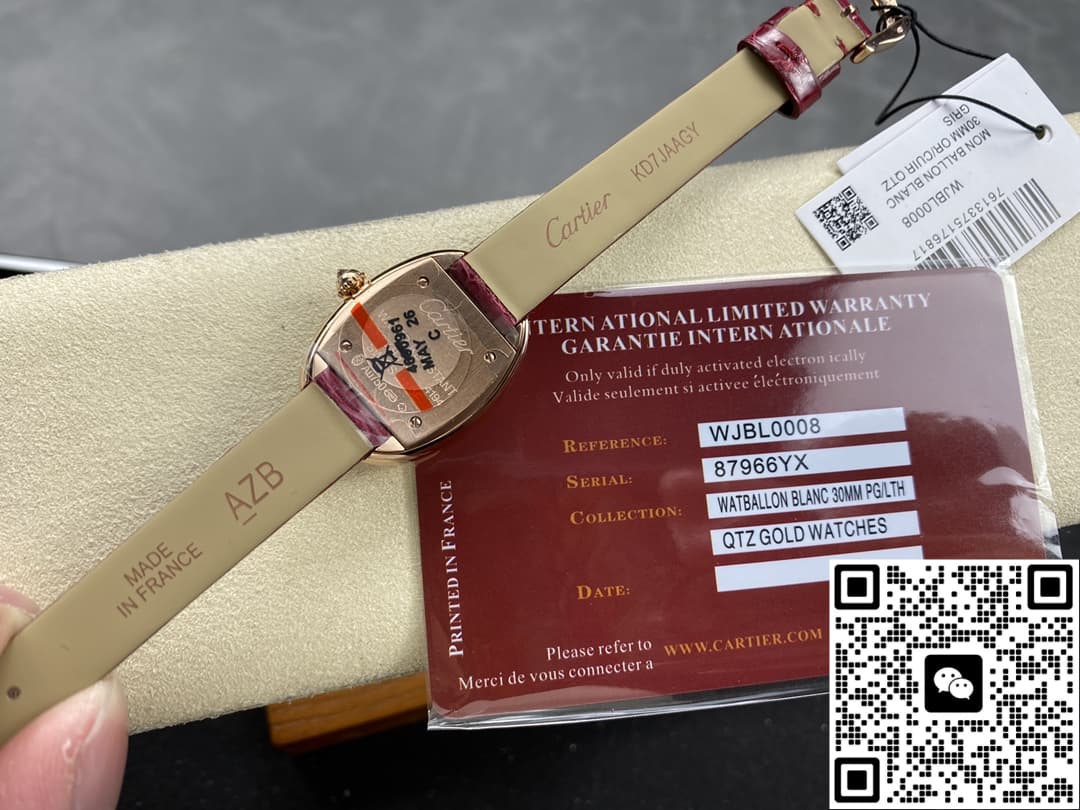 MON BALLON BLANC
30MM OR/CUIR QTZ
GRIS
WJBL0008
7613375176817
KD7JAAGY
Cartier
Cartier
MAY 26
C
AZB
MADE
IN FRANCE
INTERNATIONAL LIMITED WARRANTY
GARANTIE INTERN ATIONALE
Only valid if duly activated electron ically
Valide seulement si activee élećtroniquement
REFERENCE: WJBL0008
SERIAL: 87966YX
COLLECTION: WATBALLON BLANC 30MM PG/LTH
QTZ GOLD WATCHES
DATE:
PRINTED IN FRANCE
Please refer to WWW.CARTIER.COM
Merci de vous connecter a